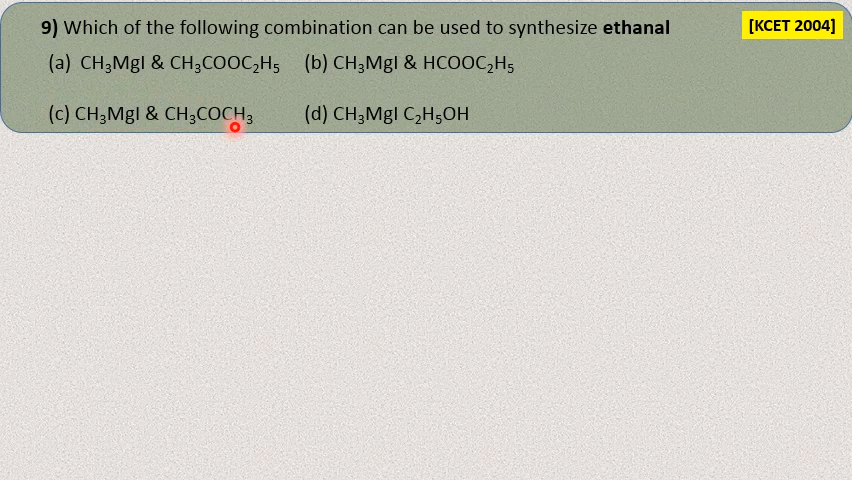 9) Which of the following combination can be used to synthesize ethanal [KCET 2004]
(a) CH₃MgI & CH₃COOC₂H₅ (b) CH₃MgI & HCOOC₂H₅
(c) CH₃MgI & CH₃COCH₃ (d) CH₃MgI C₂H₅OH